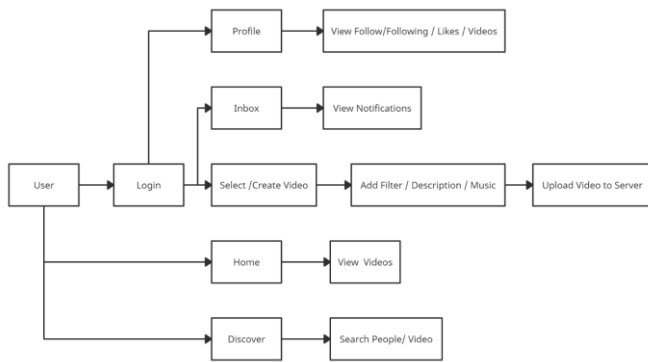 Profile
View Follow/Following / Likes / Videos
Inbox
View Notifications
User
Login
Select /Create Video
Add Filter / Description / Music
Upload Video to Server
Home
View  Videos
Discover
Search People/ Video